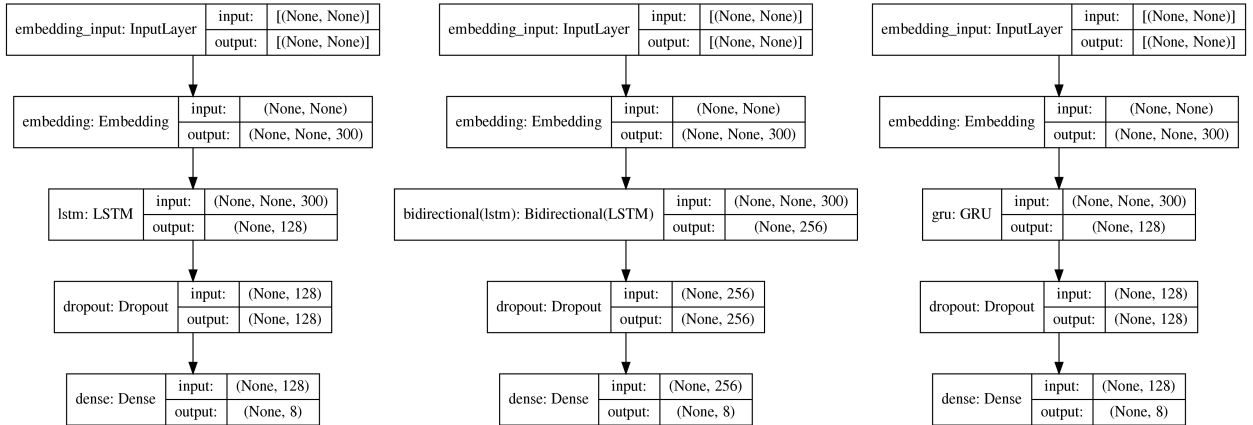 embedding_input: InputLayer
input: [(None, None)]
output: [(None, None)]
embedding: Embedding
input: (None, None)
output: (None, None, 300)
lstm: LSTM
input: (None, None, 300)
output: (None, 128)
dropout: Dropout
input: (None, 128)
output: (None, 128)
dense: Dense
input: (None, 128)
output: (None, 8)
embedding_input: InputLayer
input: [(None, None)]
output: [(None, None)]
embedding: Embedding
input: (None, None)
output: (None, None, 300)
bidirectional(lstm): Bidirectional(LSTM)
input: (None, None, 300)
output: (None, 256)
dropout: Dropout
input: (None, 256)
output: (None, 256)
dense: Dense
input: (None, 256)
output: (None, 8)
embedding_input: InputLayer
input: [(None, None)]
output: [(None, None)]
embedding: Embedding
input: (None, None)
output: (None, None, 300)
gru: GRU
input: (None, None, 300)
output: (None, 128)
dropout: Dropout
input: (None, 128)
output: (None, 128)
dense: Dense
input: (None, 128)
output: (None, 8)